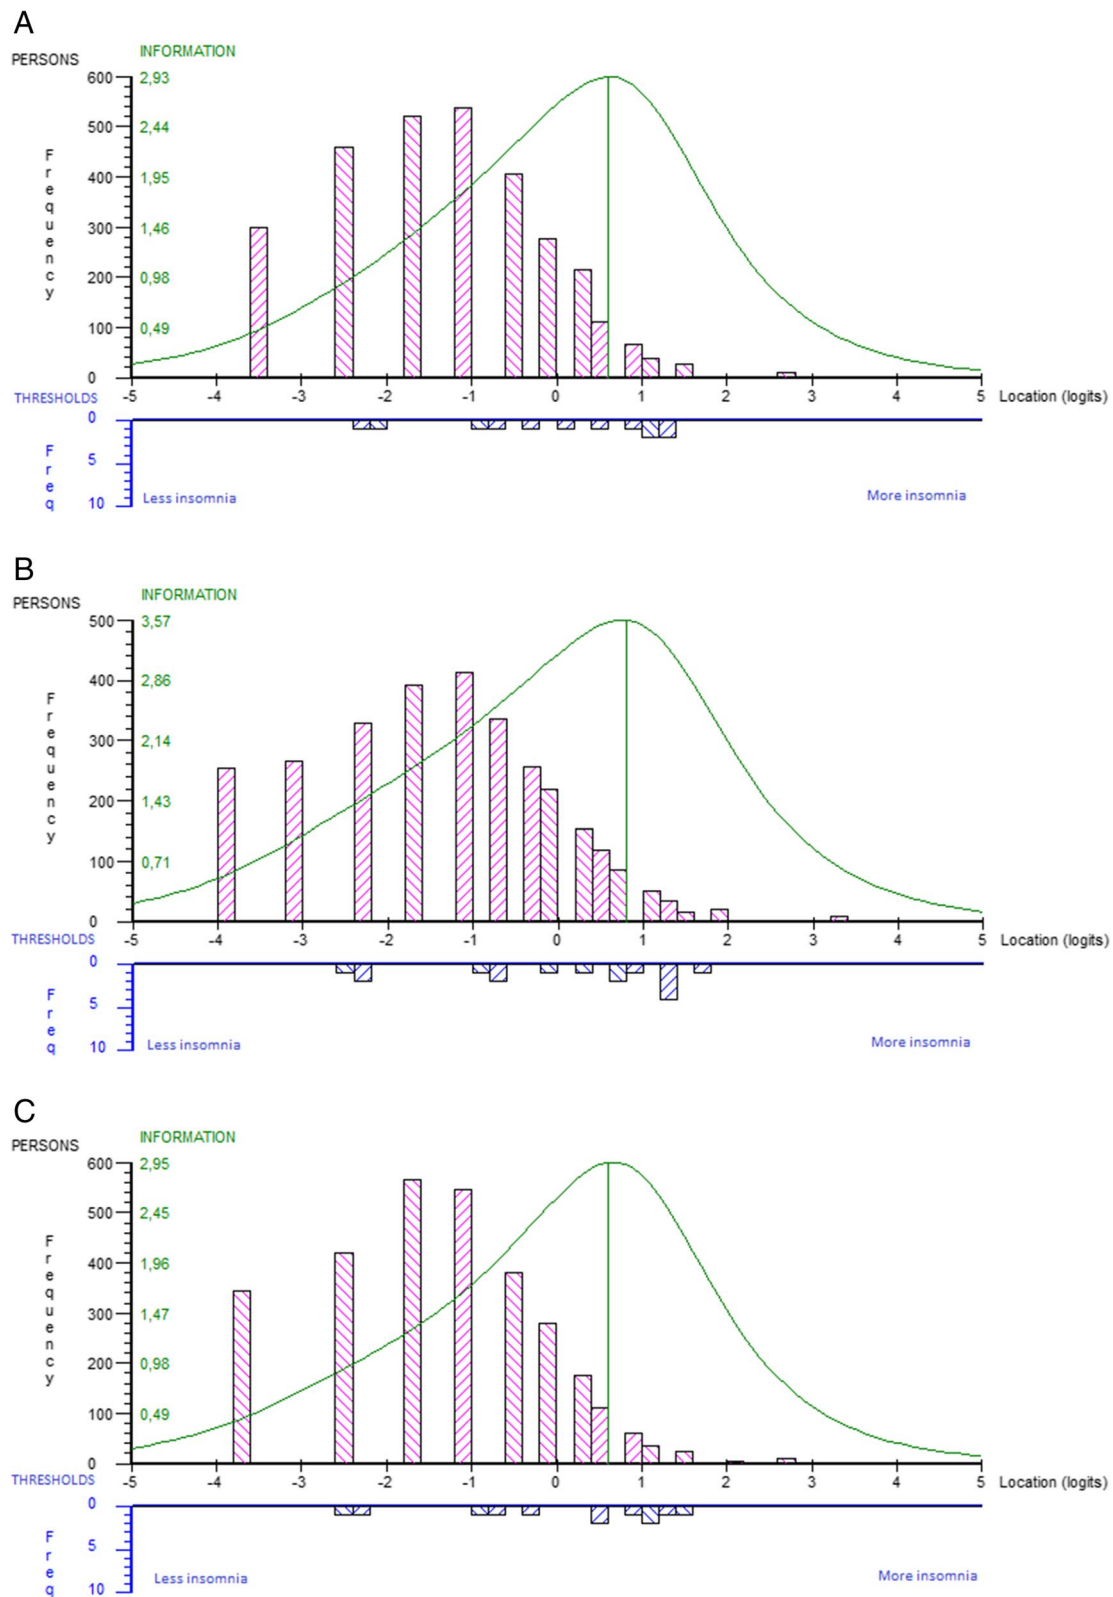 A
INFORMATION
PERSONS
600 2,93
500 2,44
400 1,95
300 1,46
200 0,98
100 0,49
0
Frequency
-5 -4 -3 -2 -1 0 1 2 3 4 5 Location (logits)
THRESHOLDS
0
5
10
Freq
Less insomnia More insomnia
B
INFORMATION
PERSONS
500 3,57
400 2,86
300 2,14
200 1,43
100 0,71
0
Frequency
-5 -4 -3 -2 -1 0 1 2 3 4 5 Location (logits)
THRESHOLDS
0
5
10
Freq
Less insomnia More insomnia
C
INFORMATION
PERSONS
600 2,95
500 2,45
400 1,96
300 1,47
200 0,98
100 0,49
0
Frequency
-5 -4 -3 -2 -1 0 1 2 3 4 5 Location (logits)
THRESHOLDS
0
5
10
Freq
Less insomnia More insomnia